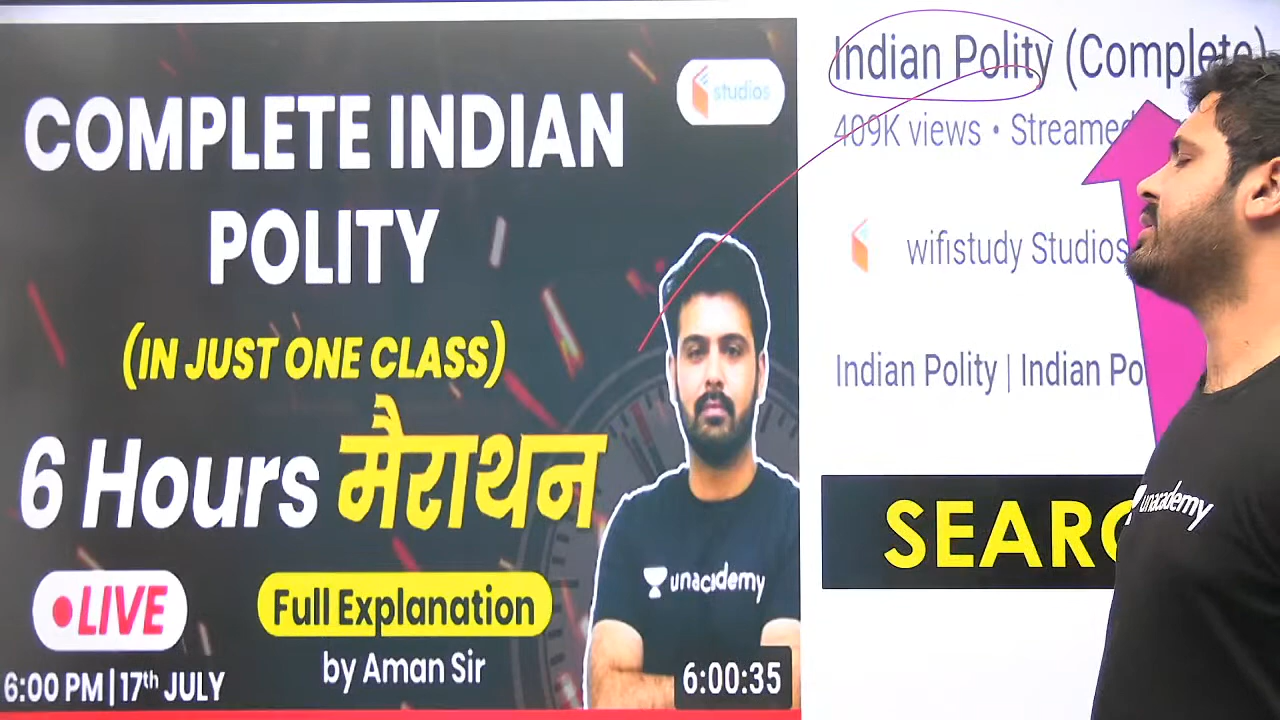 studios
COMPLETE INDIAN
POLITY
(IN JUST ONE CLASS)
6 Hours मैराथन
LIVE
Full Explanation
by Aman Sir
6:00 PM | 17th JULY
unacademy
6:00:35
Indian Polity (Complete)
409K views • Streamed
wifistudy Studios
Indian Polity | Indian Po
SEARC
unacademy